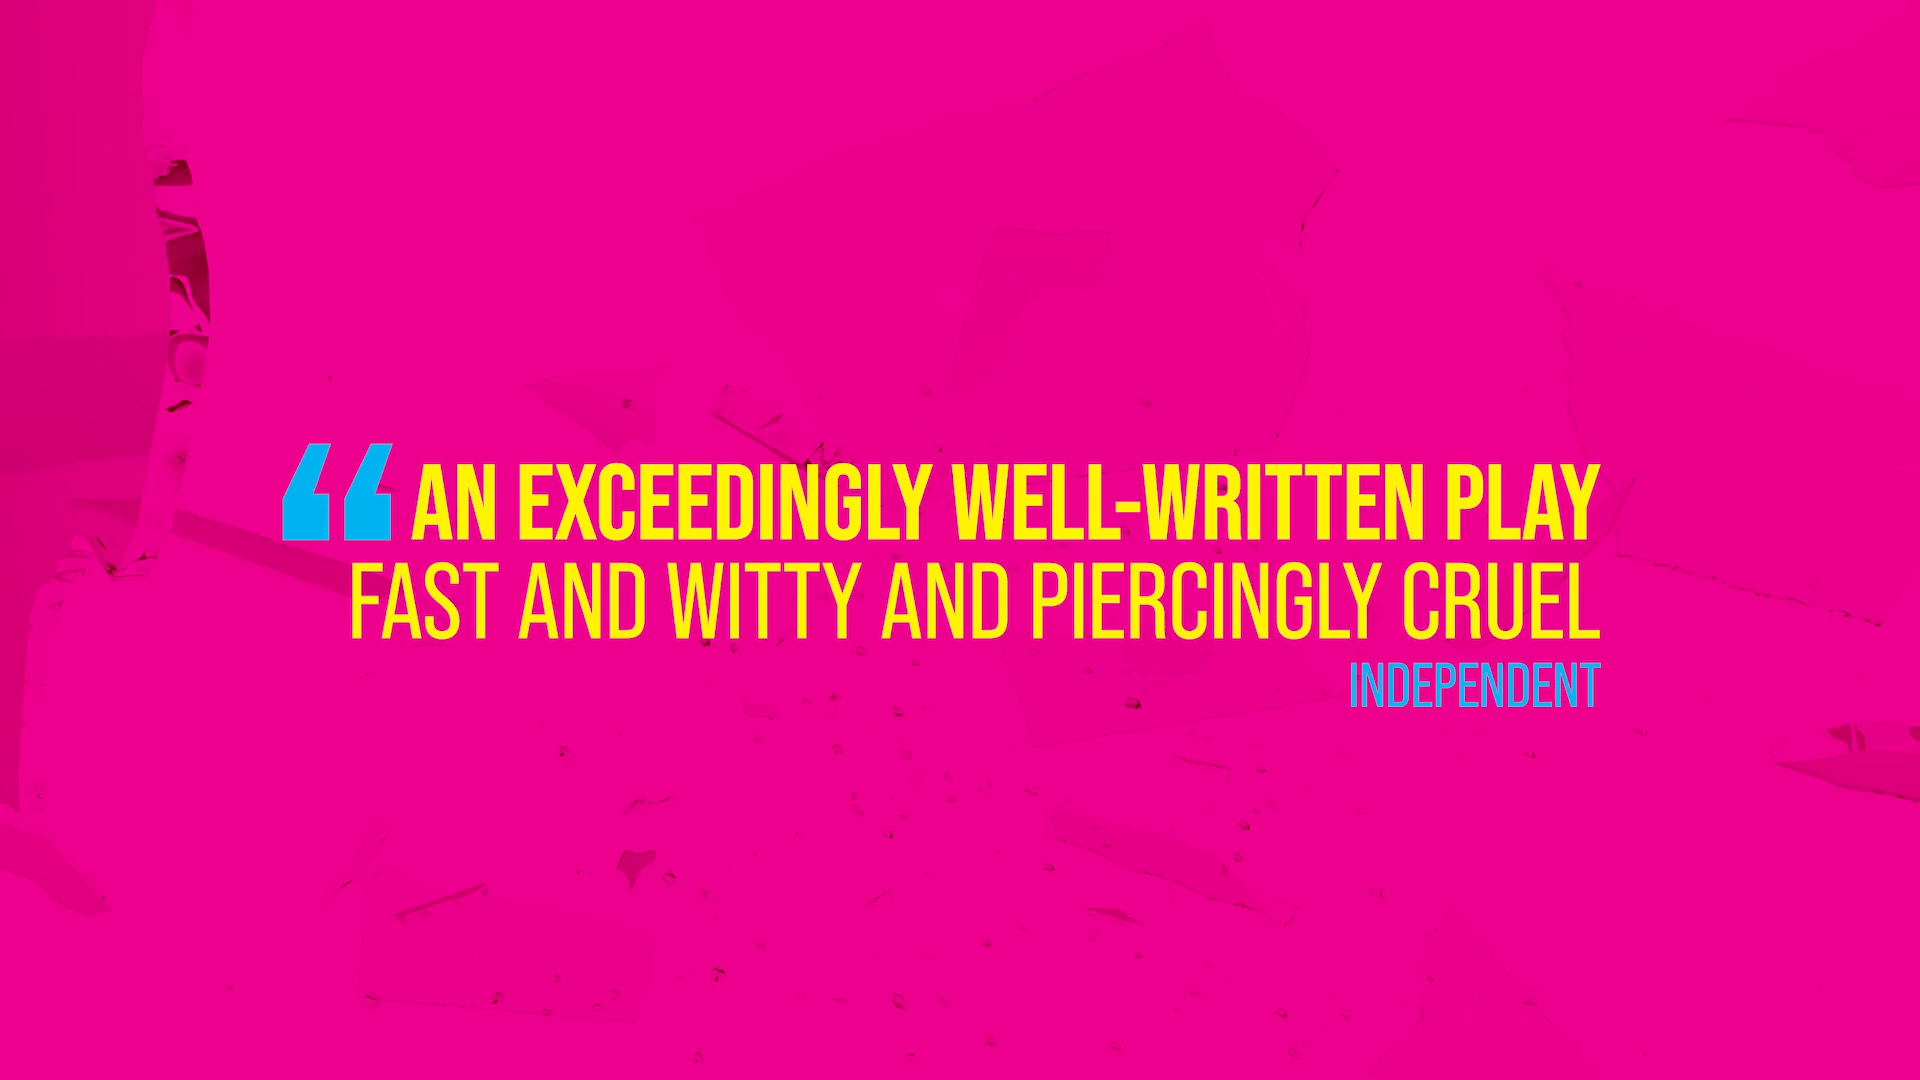 “AN EXCEEDINGLY WELL-WRITTEN PLAY
FAST AND WITTY AND PIERCINGLY CRUEL
INDEPENDENT